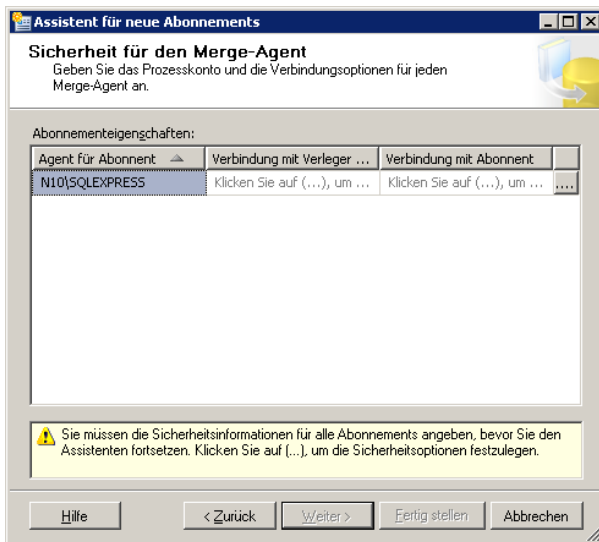 Assistent für neue Abonnements
Sicherheit für den Merge-Agent
Geben Sie das Prozesskonto und die Verbindungsoptionen für jeden
Merge-Agent an.
Abonnementeigenschaften:
Agent für Abonnent Verbindung mit Verleger ... Verbindung mit Abonnent
N10\SQLEXPRESS Klicken Sie auf (...), um ... Klicken Sie auf (...), um ... ....
Sie müssen die Sicherheitsinformationen für alle Abonnements angeben, bevor Sie den
Assistenten fortsetzen. Klicken Sie auf (...), um die Sicherheitsoptionen festzulegen.
Hilfe < Zurück Weiter > Fertig stellen Abbrechen